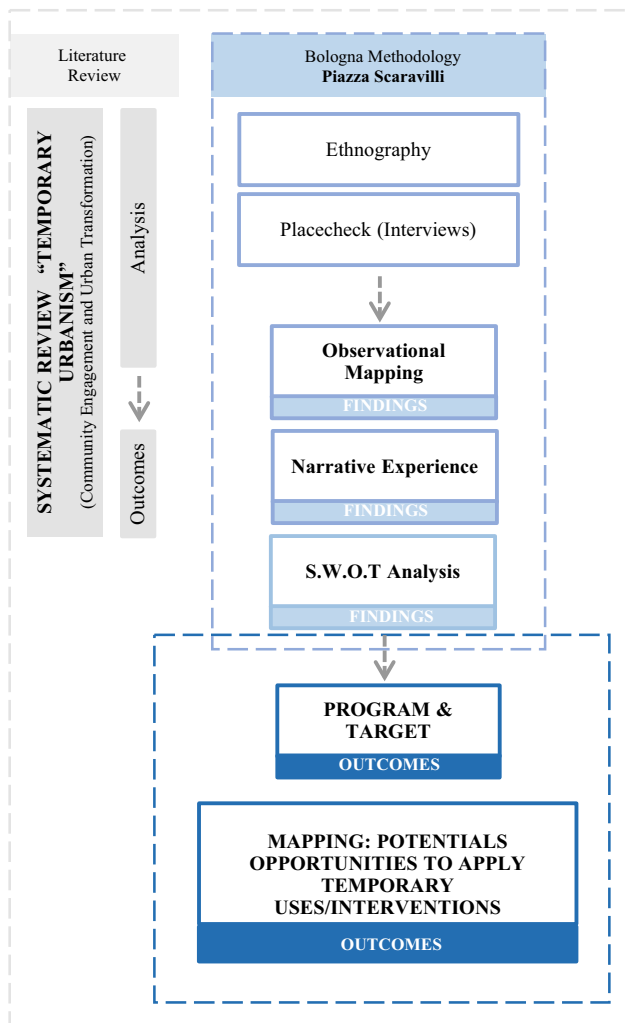 Literature
Review
SYSTEMATIC REVIEW “TEMPORARY
URBANISM”
(Community Engagement and Urban Transformation)
Analysis
Outcomes
Bologna Methodology
Piazza Scaravilli
Ethnography
Placecheck (Interviews)
Observational
Mapping
FINDINGS
Narrative Experience
FINDINGS
S.W.O.T Analysis
FINDINGS
PROGRAM &
TARGET
OUTCOMES
MAPPING: POTENTIALS
OPPORTUNITIES TO APPLY
TEMPORARY
USES/INTERVENTIONS
OUTCOMES